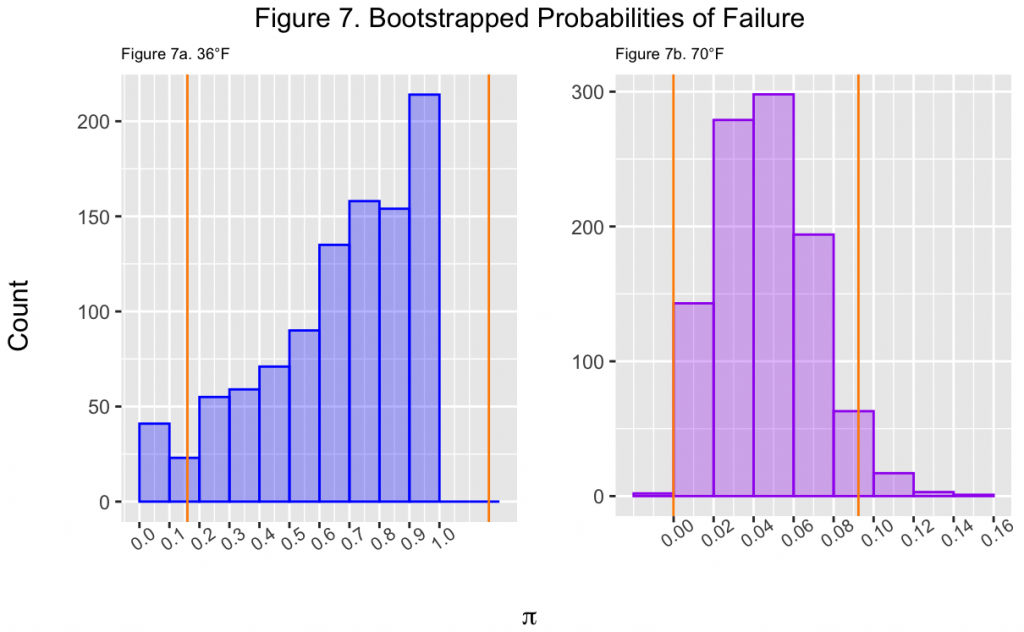 Figure 7. Bootstrapped Probabilities of Failure
Figure 7a. 36°F
Figure 7b. 70°F
Count
200
150
100
50
0
0.0 0.1 0.2 0.3 0.4 0.5 0.6 0.7 0.8 0.9 1.0
300
200
100
0
0.00 0.02 0.04 0.06 0.08 0.10 0.12 0.14 0.16
π